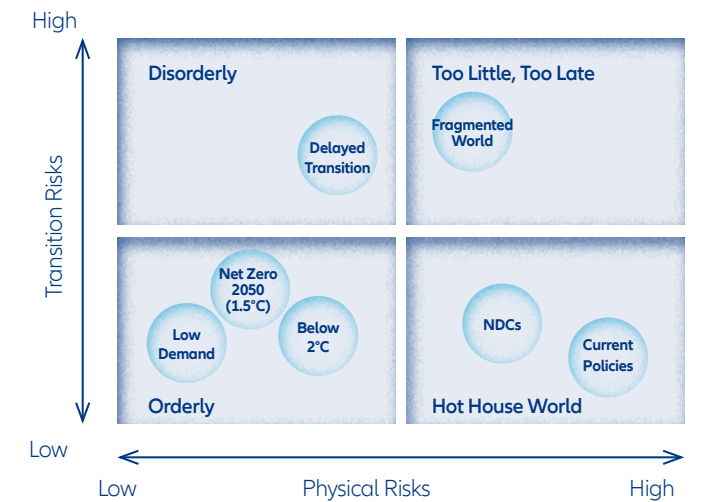 High
Transition Risks
Disorderly
Delayed
Transition
Too Little, Too Late
Fragmented
World
Net Zero
2050
(1.5°C)
Low
Demand
Below
2°C
Orderly
NDCs
Current
Policies
Hot House World
Low
Low
Physical Risks
High